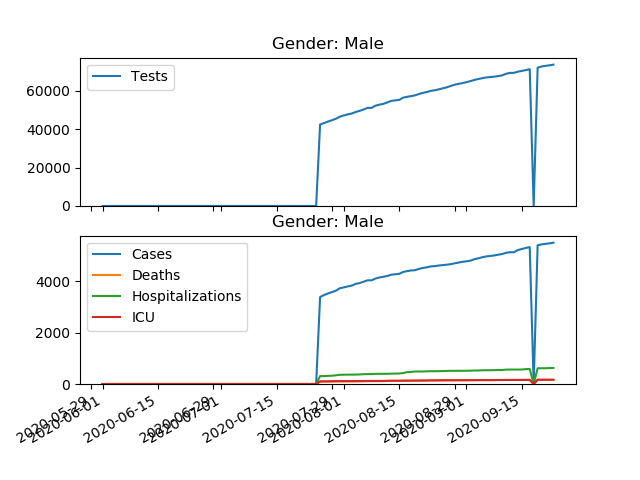 Gender: Male
Tests
60000
40000
20000
0
Gender: Male
Cases
Deaths
Hospitalizations
ICU
4000
2000
0
2020-05-29
2020-06-01
2020-06-15
2020-06-29
2020-07-01
2020-07-15
2020-07-29
2020-08-01
2020-08-15
2020-08-29
2020-09-01
2020-09-15